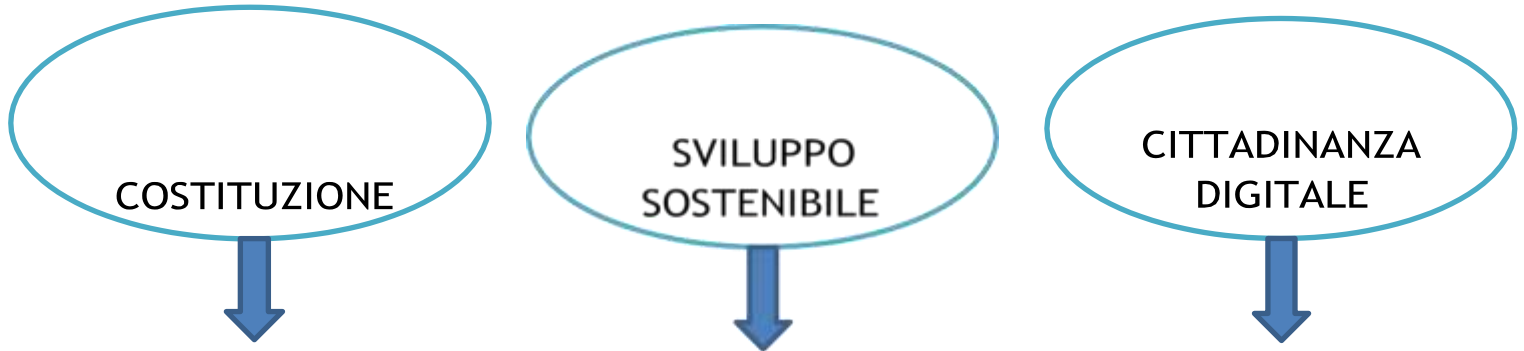 COSTITUZIONE
SVILUPPO
SOSTENIBILE
CITTADINANZA
DIGITALE